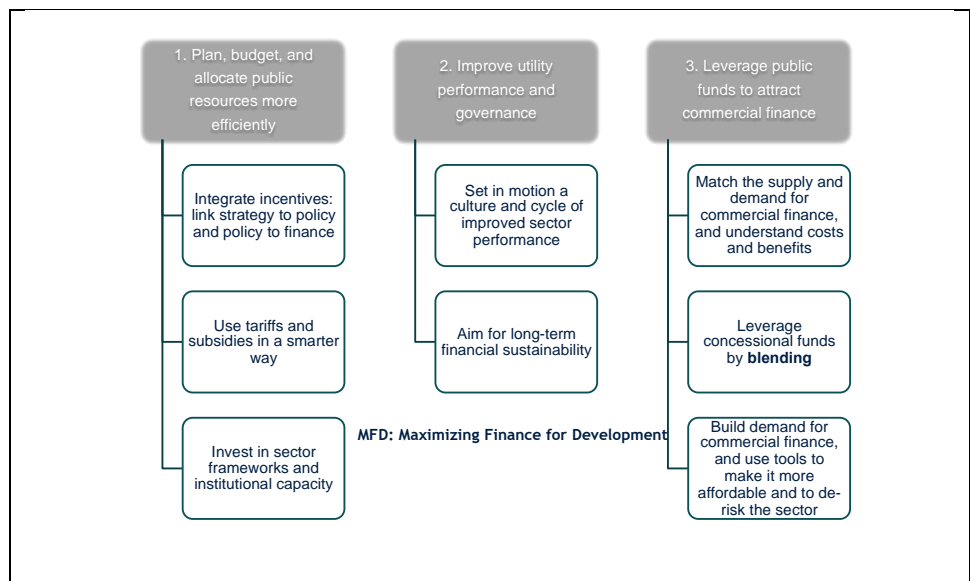 1. Plan, budget, and
allocate public
resources more
efficiently
Integrate incentives:
link strategy to policy
and policy to finance
Use tariffs and
subsidies in a smarter
way
Invest in sector
frameworks and
institutional capacity
2. Improve utility
performance and
governance
Set in motion a
culture and cycle of
improved sector
performance
Aim for long-term
financial sustainability
MFD: Maximizing Finance for Development
3. Leverage public
funds to attract
commercial finance
Match the supply and
demand for
commercial finance,
and understand costs
and benefits
Leverage
concessional funds
by blending
Build demand for
commercial finance,
and use tools to
make it more
affordable and to de-
risk the sector